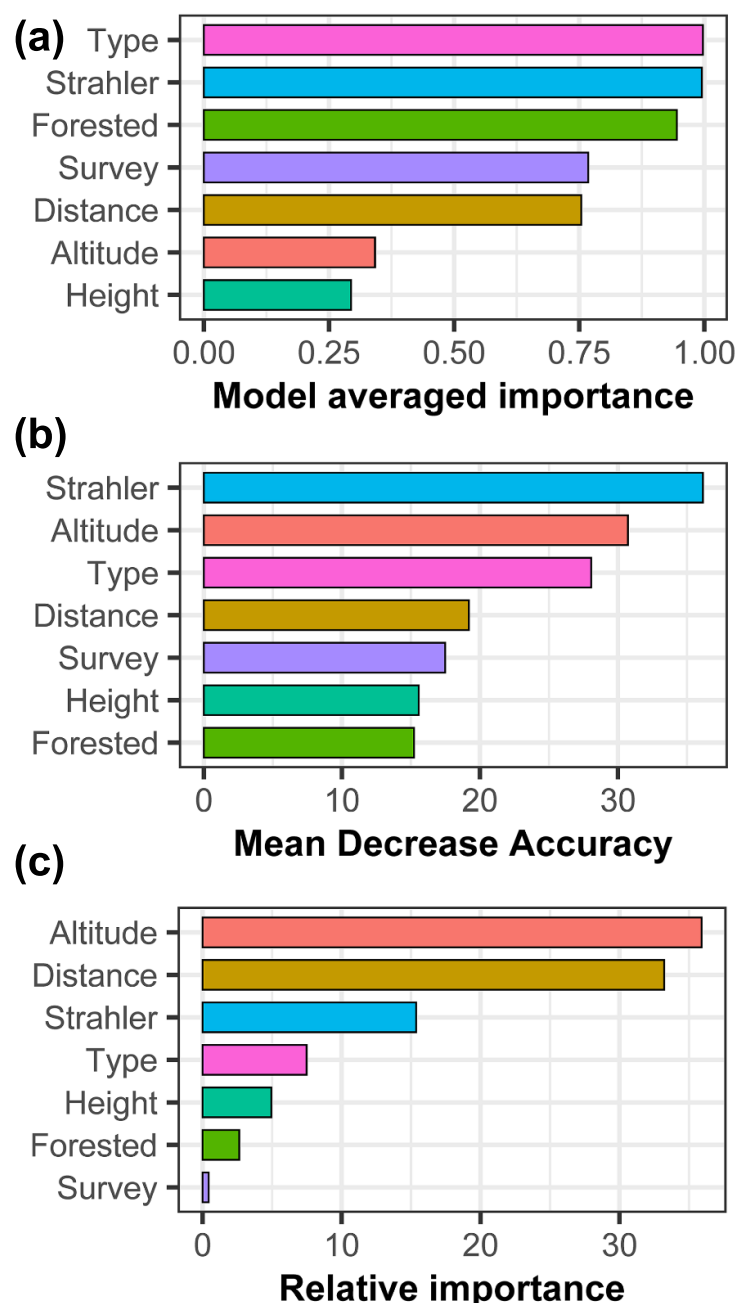 (a)
Type
Strahler
Forested
Survey
Distance
Altitude
Height
0.00 0.25 0.50 0.75 1.00
Model averaged importance
(b)
Strahler
Altitude
Type
Distance
Survey
Height
Forested
0 10 20 30
Mean Decrease Accuracy
(c)
Altitude
Distance
Strahler
Type
Height
Forested
Survey
0 10 20 30
Relative importance